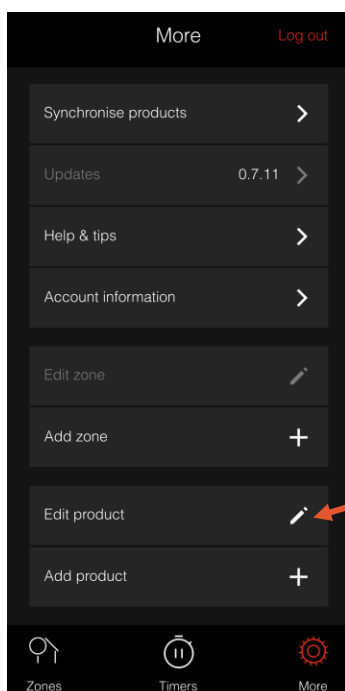 More
Log out
Synchronise products
Updates 0.7.11
Help & tips
Account information
Edit zone
Add zone
Edit product
Add product
Zones Timers More